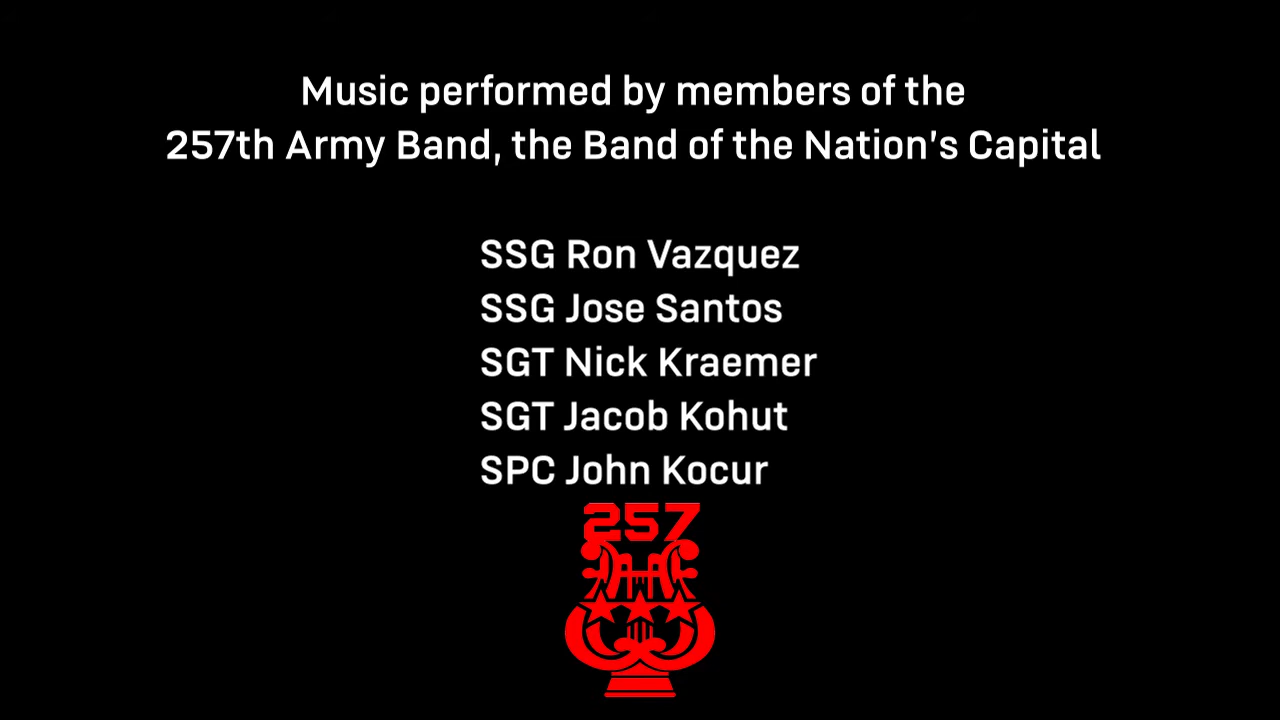 Music performed by members of the
257th Army Band, the Band of the Nation's Capital
SSG Ron Vazquez
SSG Jose Santos
SGT Nick Kraemer
SGT Jacob Kohut
SPC John Kocur
257